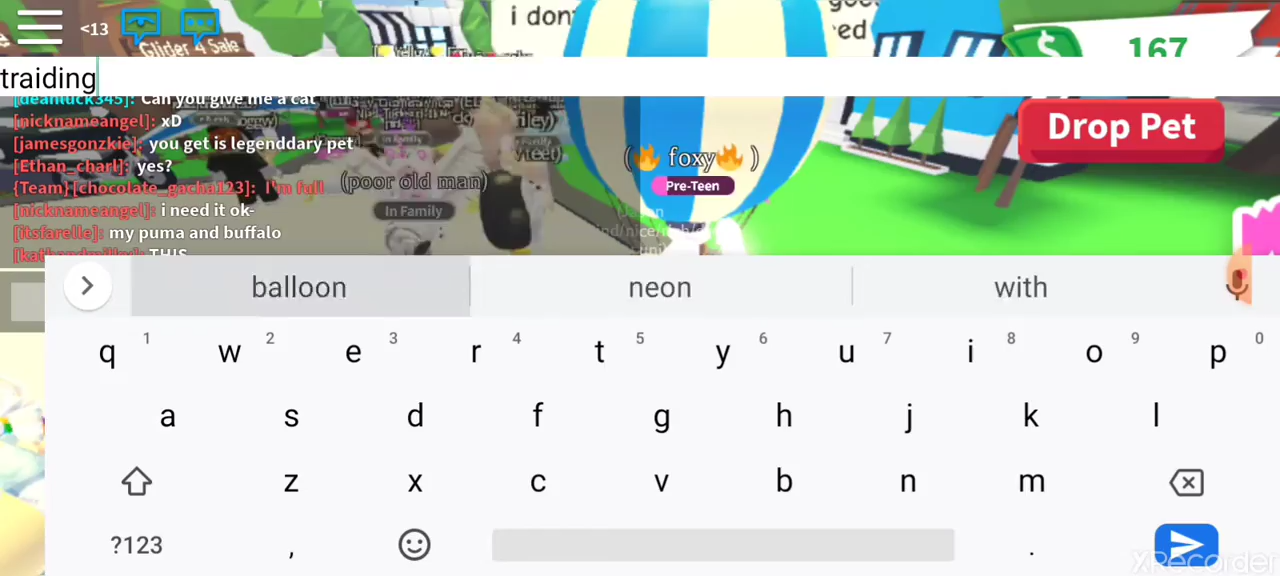 <13
Glider 4 Sale
i don
ed
167
traiding
[deanluck345]: Can you give me a cat
[nicknameangel]: xD
[jamesgonzkie]: you get is legenddary pet
[Ethan_charl]: yes?
{Team} [chocolate_gacha123]: I'm full
[nicknameangel]: i need it ok-
[itsfarelle]: my puma and buffalo
THIS
(poor old man)
In Family
(🔥 foxy🔥 )
Pre-Teen
Drop Pet
balloon neon with
1 2 3 4 5 6 7 8 9 0
q w e r t y u i o p
a s d f g h j k l
z x c v b n m
?123 , .
XRecorder